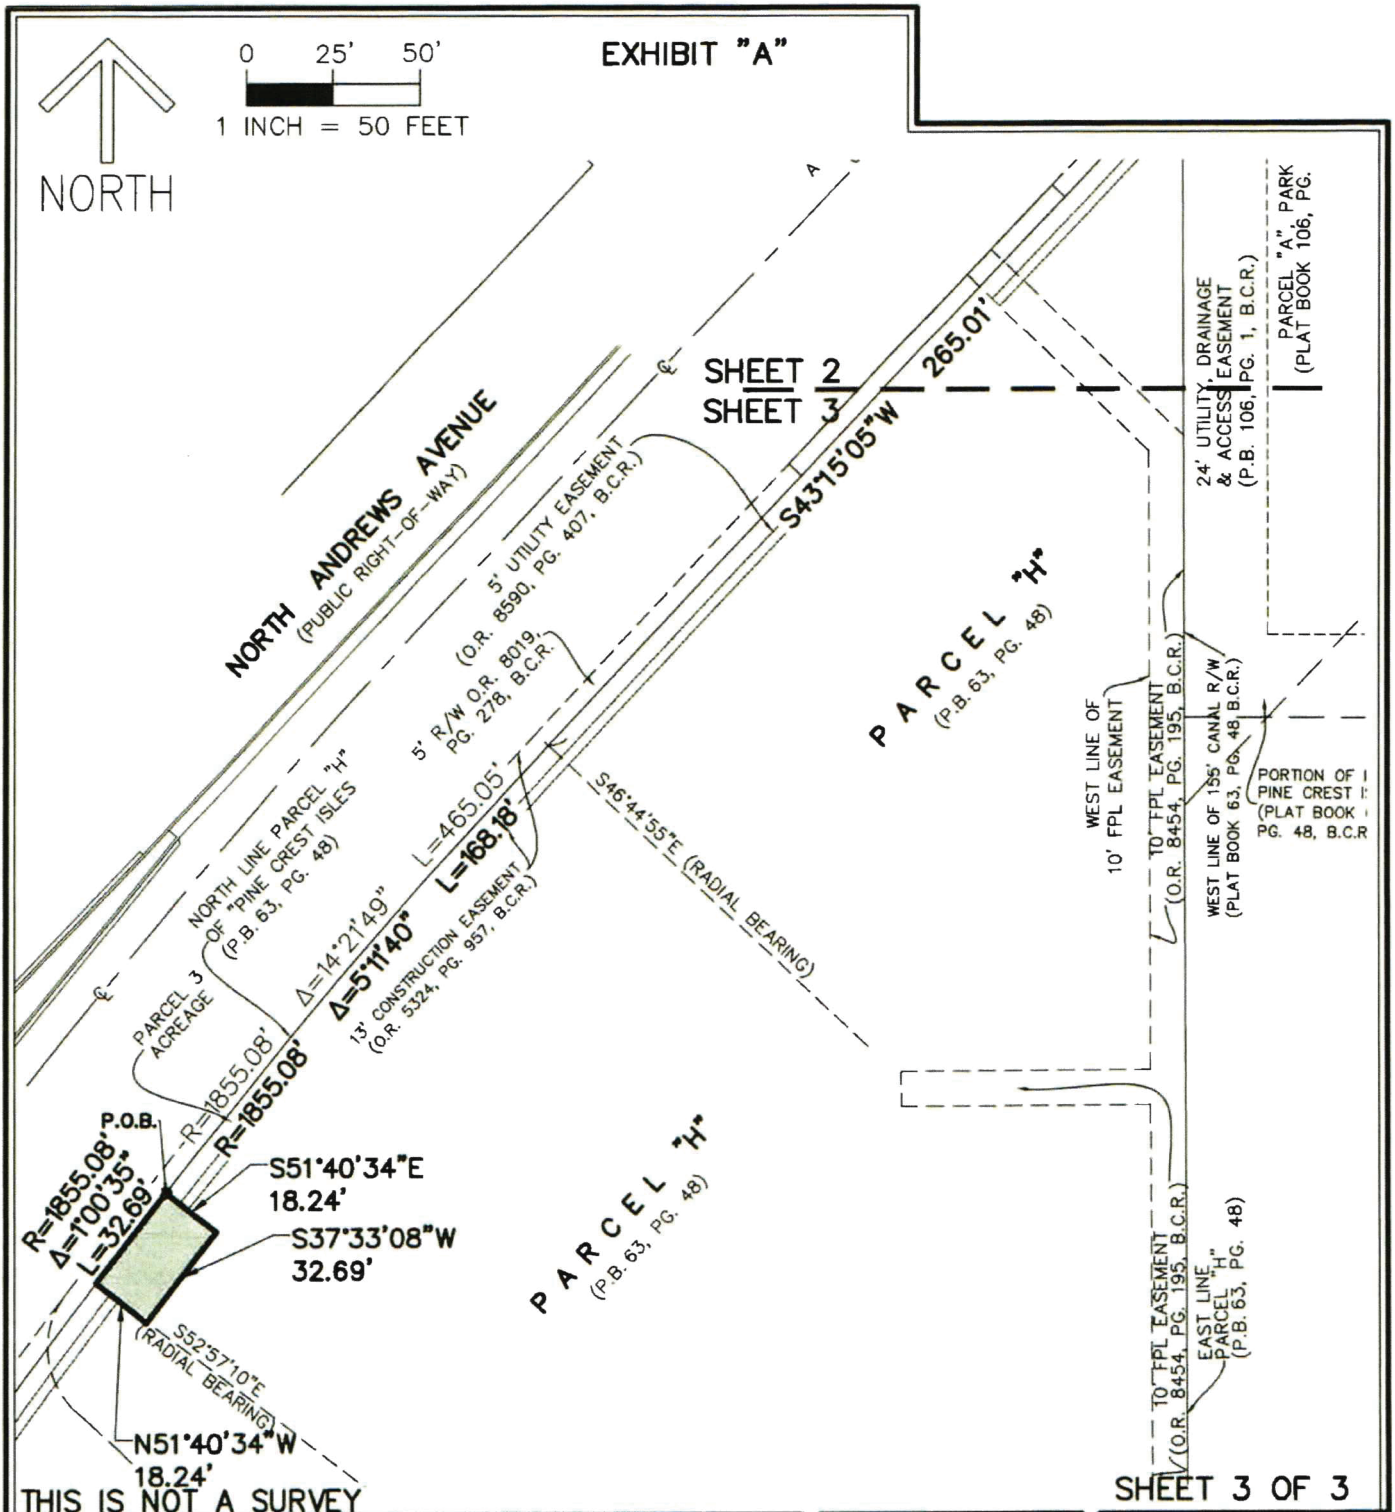 EXHIBIT "A"
0 25' 50'
1 INCH = 50 FEET
NORTH
SHEET 2
SHEET 3
NORTH ANDREWS AVENUE
(PUBLIC RIGHT-OF-WAY)
5' UTILITY EASEMENT
(O.R. 8590, PG. 407, B.C.R.)
5' R/W O.R. 8019,
PG. 278, B.C.R.
265.01'
S43°15'05"W
24' UTILITY, DRAINAGE
& ACCESS EASEMENT
(P.B. 106, PG. 1, B.C.R.)
PARCEL "A", PARK
(PLAT BOOK 106, PG.
PARCEL "H"
(P.B. 63, PG. 48)
WEST LINE OF
10' FPL EASEMENT
10' FPL EASEMENT
(O.R. 8454, PG. 195, B.C.R.)
WEST LINE OF 155' CANAL R/W
(PLAT BOOK 63, PG. 48, B.C.R.)
PORTION OF
PINE CREST
(PLAT BOOK
PG. 48, B.C.R
NORTH LINE PARCEL "H"
OF "PINE CREST ISLES
(P.B. 63, PG. 48)
L=465.05'
L=168.18'
S46°44'55"E (RADIAL BEARING)
Δ=14°21'49"
Δ=5°11'40"
13' CONSTRUCTION EASEMENT
(O.R. 5324, PG. 957, B.C.R.)
PARCEL 3
ACREAGE
R=1855.08'
R=1855.08'
P.O.B.
R=1855.08'
Δ=1°00'35"
L=32.69'
S51°40'34"E
18.24'
S37°33'08"W
32.69'
PARCEL "H"
(P.B. 63, PG. 48)
S52°57'10"E
(RADIAL BEARING)
N51°40'34"W
18.24'
10' FPL EASEMENT
(O.R. 8454, PG. 195, B.C.R.)
EAST LINE
PARCEL "H"
(P.B. 63, PG. 48)
THIS IS NOT A SURVEY
SHEET 3 OF 3